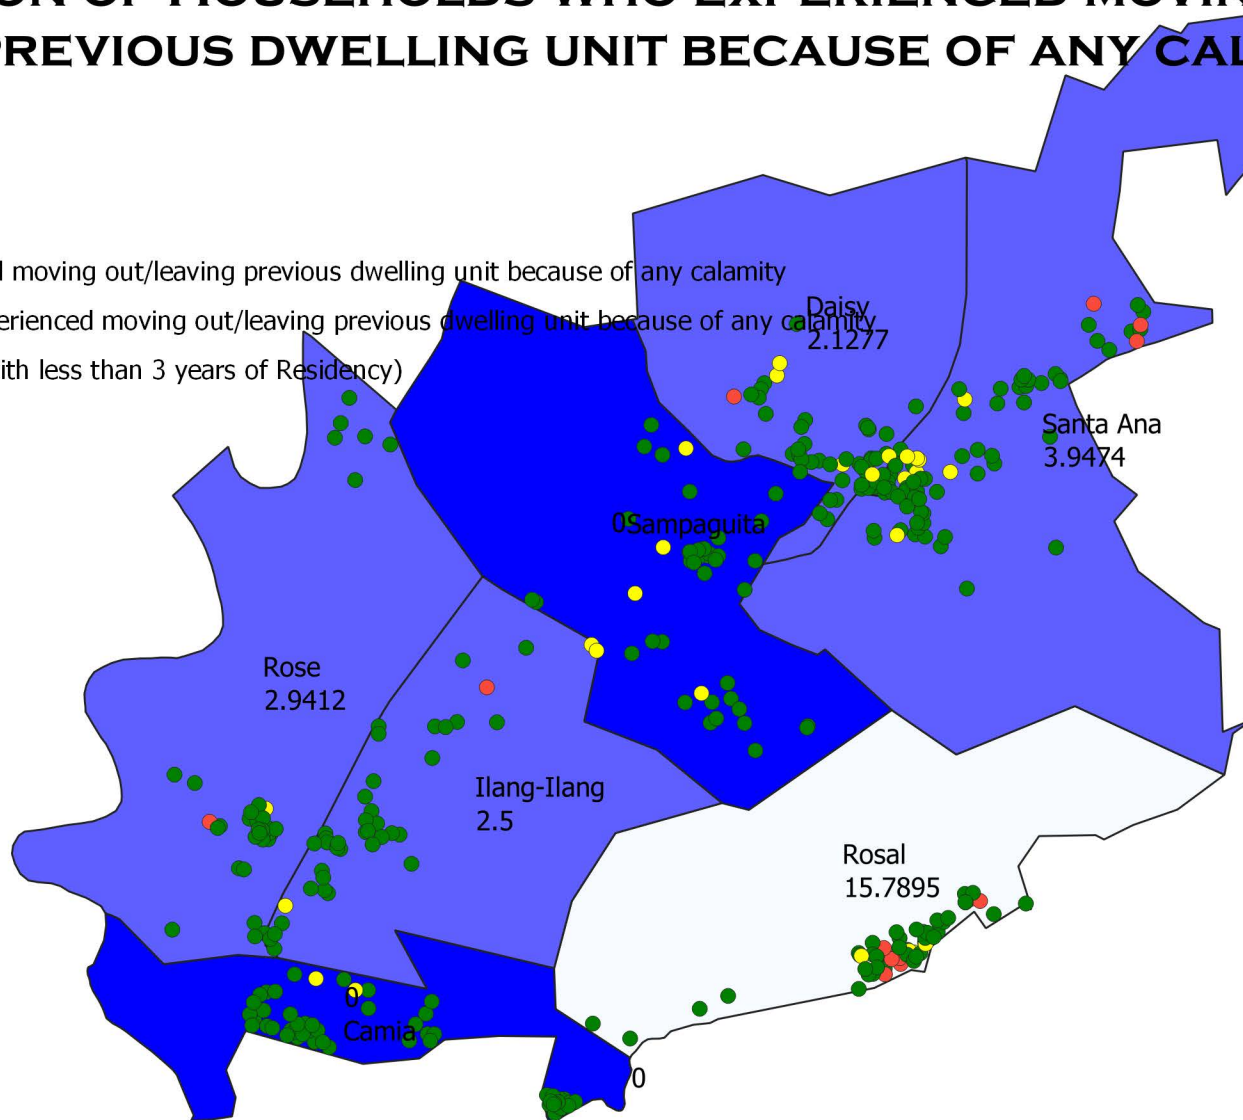 PREVIOUS DWELLING UNIT BECAUSE OF ANY
moving out/leaving previous dwelling unit because of any calamity
erienced moving out/leaving previous dwelling unit because of any calamity
ith less than 3 years of Residency)
Daisy
2.1277
Santa Ana
3.9474
0 Sampaguita
Rose
2.9412
Ilang-Ilang
2.5
Rosal
15.7895
0
Camia
0